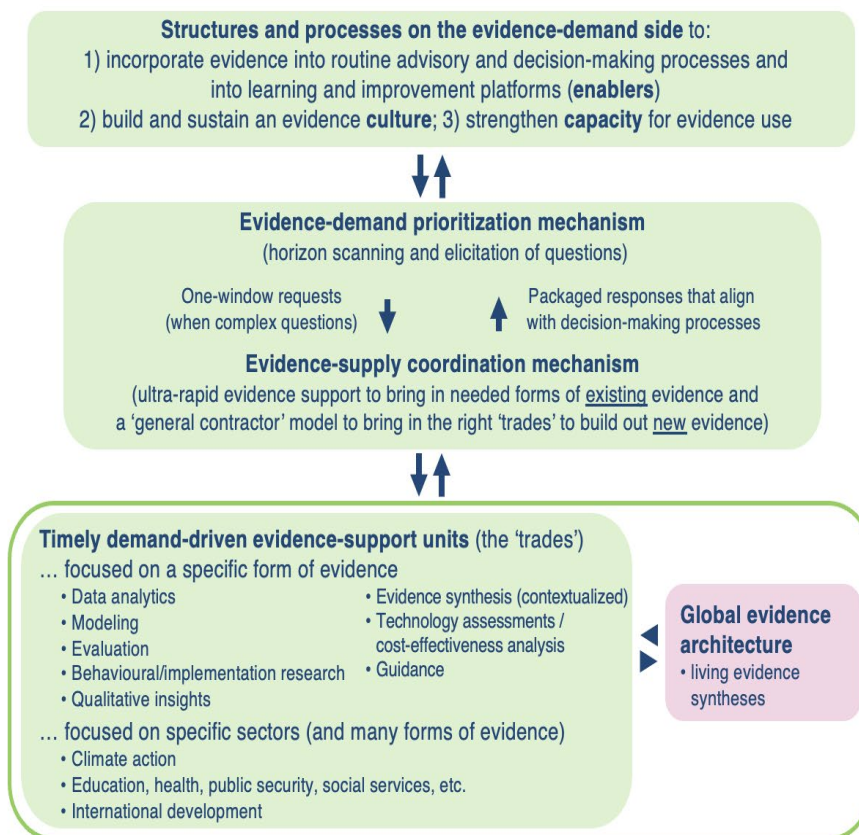 Structures and processes on the evidence-demand side to:
1) incorporate evidence into routine advisory and decision-making processes and
into learning and improvement platforms (enablers)
2) build and sustain an evidence culture; 3) strengthen capacity for evidence use
Evidence-demand prioritization mechanism
(horizon scanning and elicitation of questions)
One-window requests
(when complex questions)
Packaged responses that align
with decision-making processes
Evidence-supply coordination mechanism
(ultra-rapid evidence support to bring in needed forms of existing evidence and
a ‘general contractor’ model to bring in the right ‘trades’ to build out new evidence)
Timely demand-driven evidence-support units (the ‘trades’)
… focused on a specific form of evidence
• Data analytics
• Modeling
• Evaluation
• Behavioural/implementation research
• Qualitative insights
• Evidence synthesis (contextualized)
• Technology assessments /
cost-effectiveness analysis
• Guidance
… focused on specific sectors (and many forms of evidence)
• Climate action
• Education, health, public security, social services, etc.
• International development
Global evidence
architecture
• living evidence
syntheses